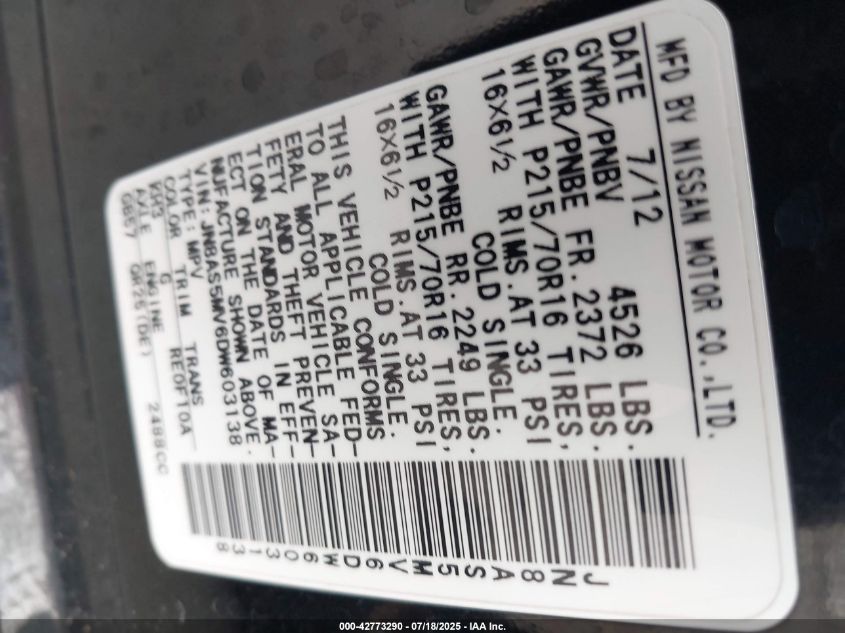 MFD BY NISSAN MOTOR CO.,LTD.
DATE 7/12
GVWR/PNBV 4526 LBS.
GAWR/PNBE FR. 2372 LBS.
WITH P215/70R16 TIRES,
16X6½ RIMS.AT 33 PSI
COLD SINGLE.
GAWR/PNBE RR. 2249 LBS.
WITH P215/70R16 TIRES,
16X6½ RIMS.AT 33 PSI
COLD SINGLE.
THIS VEHICLE CONFORMS
TO ALL APPLICABLE FED-
ERAL MOTOR VEHICLE SA-
FETY AND THEFT PREVEN-
TION STANDARDS IN EFF-
ECT ON THE DATE OF MA-
NUFACTURE SHOWN ABOVE.
VIN: JN8AS5MV6DW603138
TYPE: MPV
COLOR TRIM TRANS
KH3 G RE0F10A
AXLE ENGINE
GB57 QR25(DE) 2488CC
JN8AS5MV6DW603138
000-42773290 - 07/18/2025 - IAA Inc.